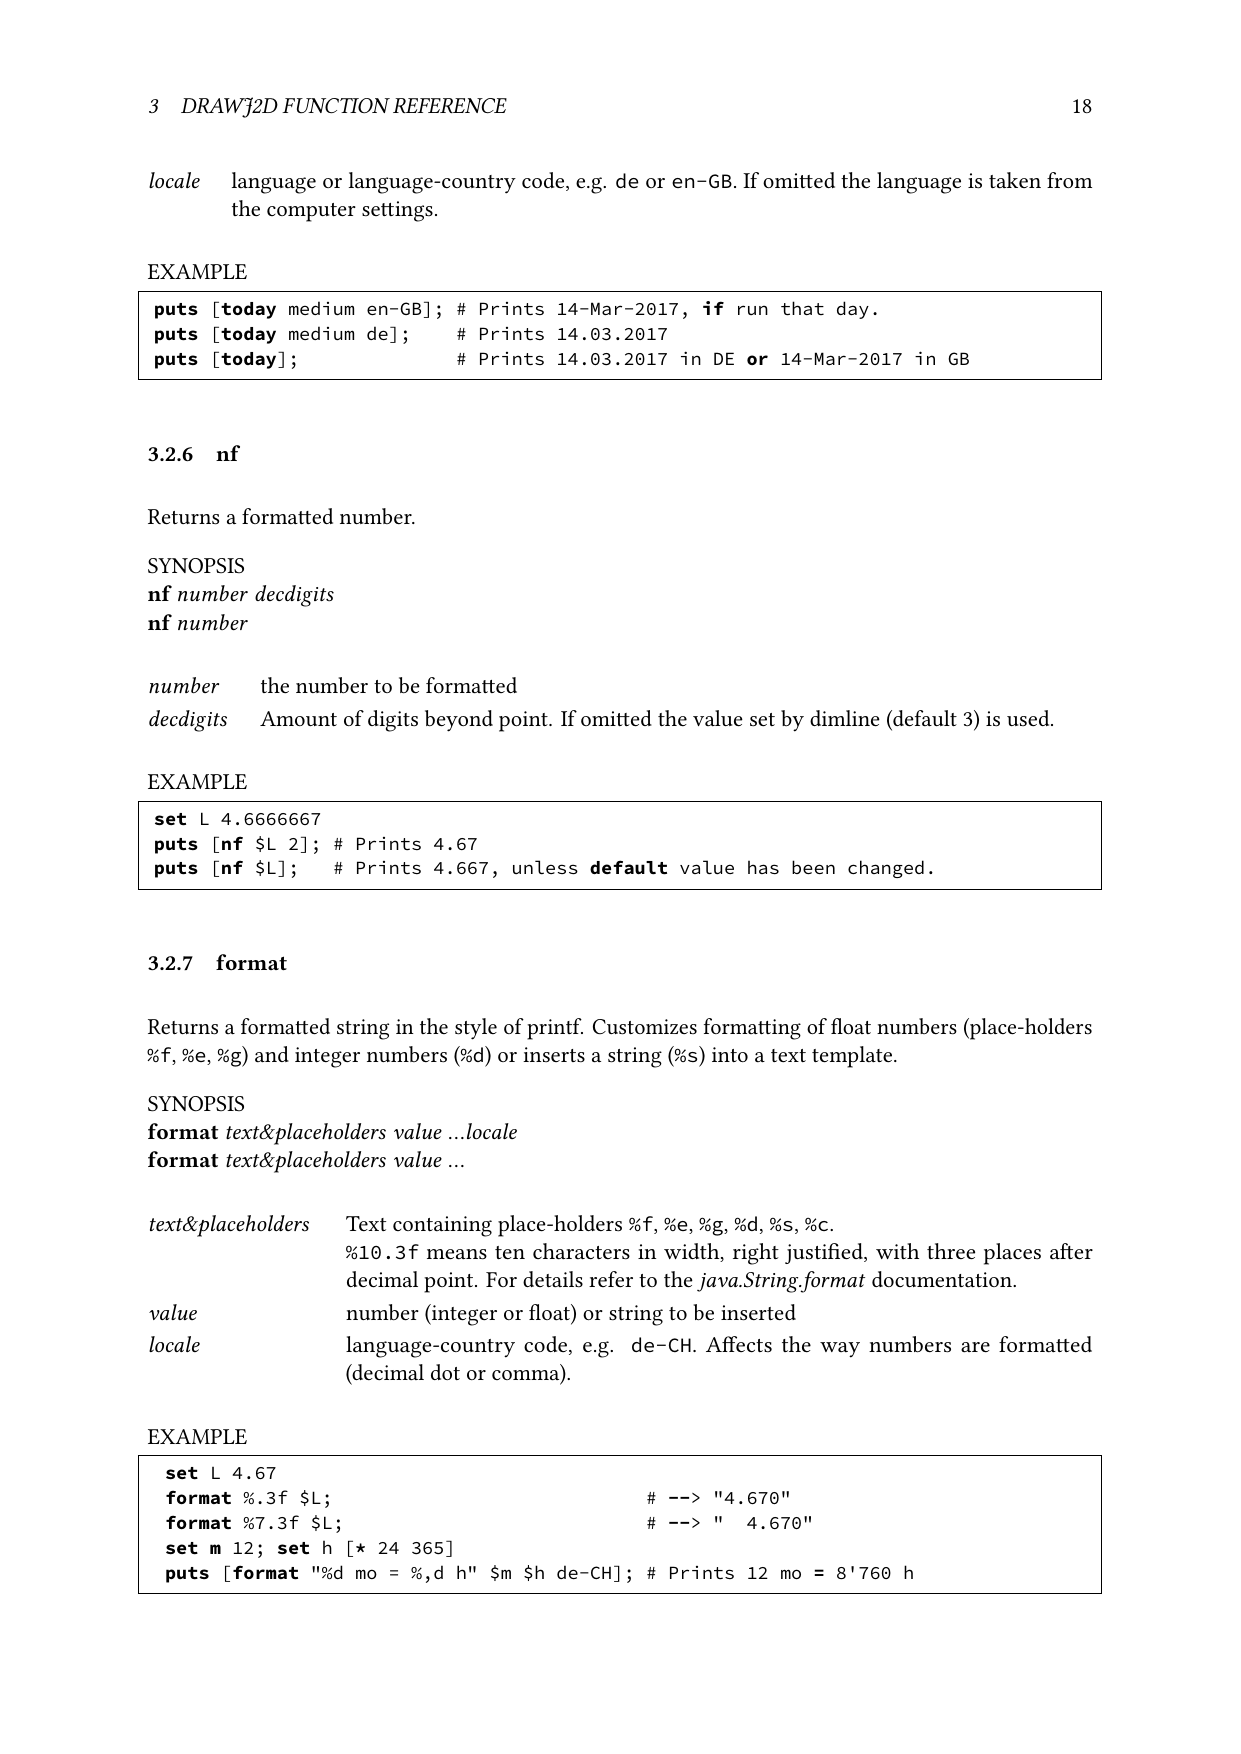 3 DRAWJ2D FUNCTION REFERENCE 18
locale language or language-country code, e.g. de or en-GB. If omitted the language is taken from
the computer settings.
EXAMPLE
puts [today medium en-GB]; # Prints 14-Mar-2017, if run that day.
puts [today medium de]; # Prints 14.03.2017
puts [today]; # Prints 14.03.2017 in DE or 14-Mar-2017 in GB
3.2.6 nf
Returns a formatted number.
SYNOPSIS
nf number decdigits
nf number
number the number to be formatted
decdigits Amount of digits beyond point. If omitted the value set by dimline (default 3) is used.
EXAMPLE
set L 4.6666667
puts [nf $L 2]; # Prints 4.67
puts [nf $L]; # Prints 4.667, unless default value has been changed.
3.2.7 format
Returns a formatted string in the style of printf. Customizes formatting of float numbers (place-holders
%f, %e, %g) and integer numbers (%d) or inserts a string (%s) into a text template.
SYNOPSIS
format text&placeholders value …locale
format text&placeholders value …
text&placeholders Text containing place-holders %f, %e, %g, %d, %s, %c.
%10.3f means ten characters in width, right justified, with three places after
decimal point. For details refer to the java.String.format documentation.
value number (integer or float) or string to be inserted
locale language-country code, e.g. de-CH. Affects the way numbers are formatted
(decimal dot or comma).
EXAMPLE
set L 4.67
format %.3f $L; # --> "4.670"
format %7.3f $L; # --> "  4.670"
set m 12; set h [* 24 365]
puts [format "%d mo = %,d h" $m $h de-CH]; # Prints 12 mo = 8'760 h